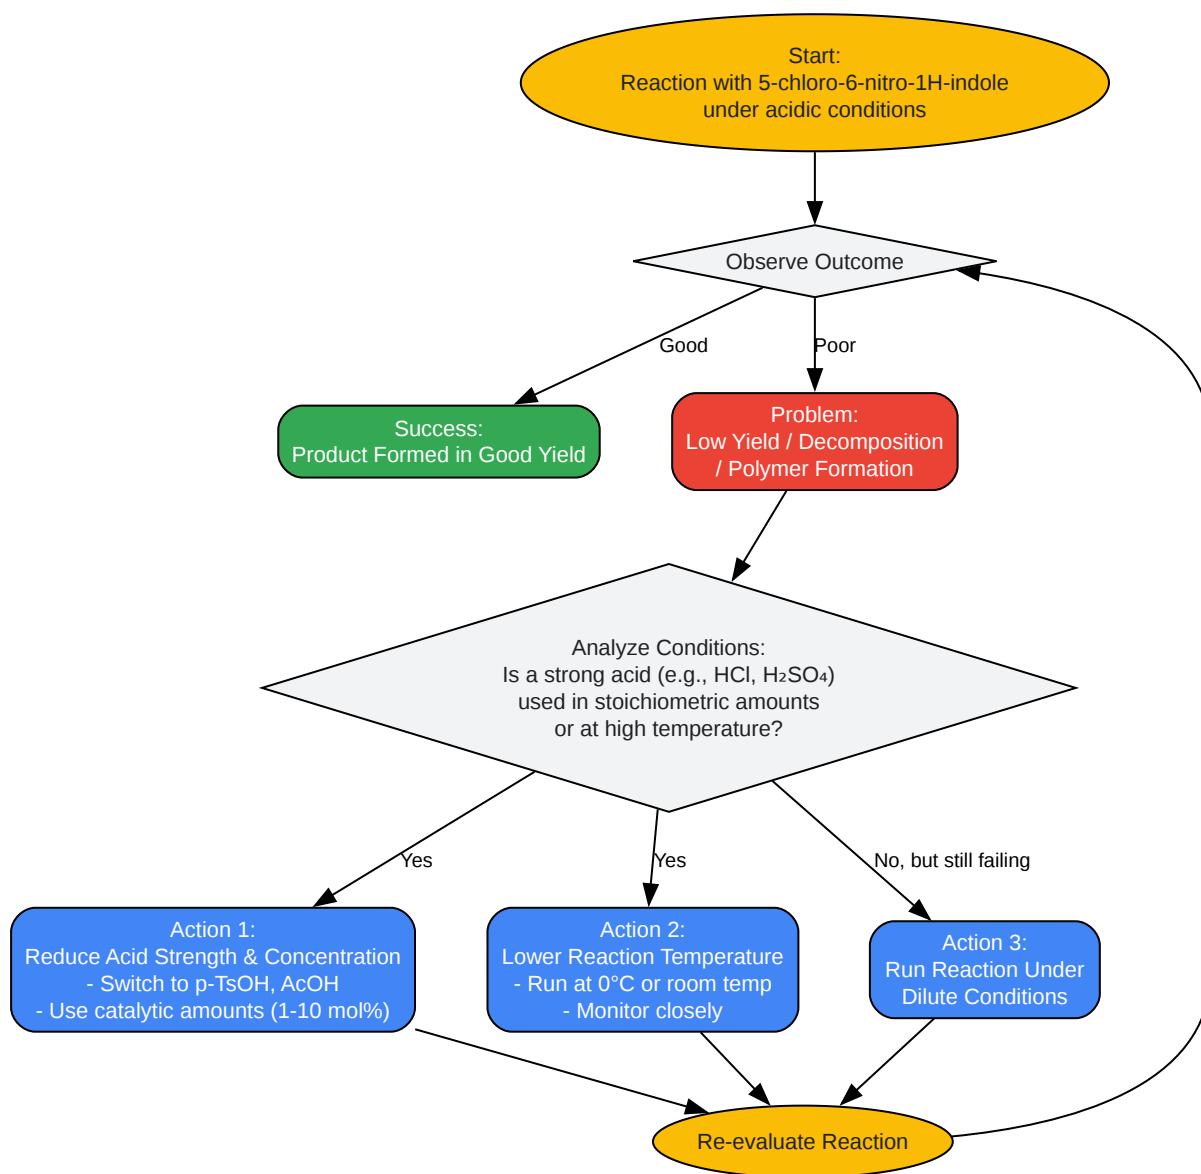 Start:
Reaction with 5-chloro-6-nitro-1H-indole
under acidic conditions
Observe Outcome
Good
Poor
Success:
Product Formed in Good Yield
Problem:
Low Yield / Decomposition
/ Polymer Formation
Analyze Conditions:
Is a strong acid (e.g., HCl, H₂SO₄)
used in stoichiometric amounts
or at high temperature?
Yes
Yes
No, but still failing
Action 1:
Reduce Acid Strength & Concentration
- Switch to p-TsOH, AcOH
- Use catalytic amounts (1-10 mol%)
Action 2:
Lower Reaction Temperature
- Run at 0°C or room temp
- Monitor closely
Action 3:
Run Reaction Under
Dilute Conditions
Re-evaluate Reaction